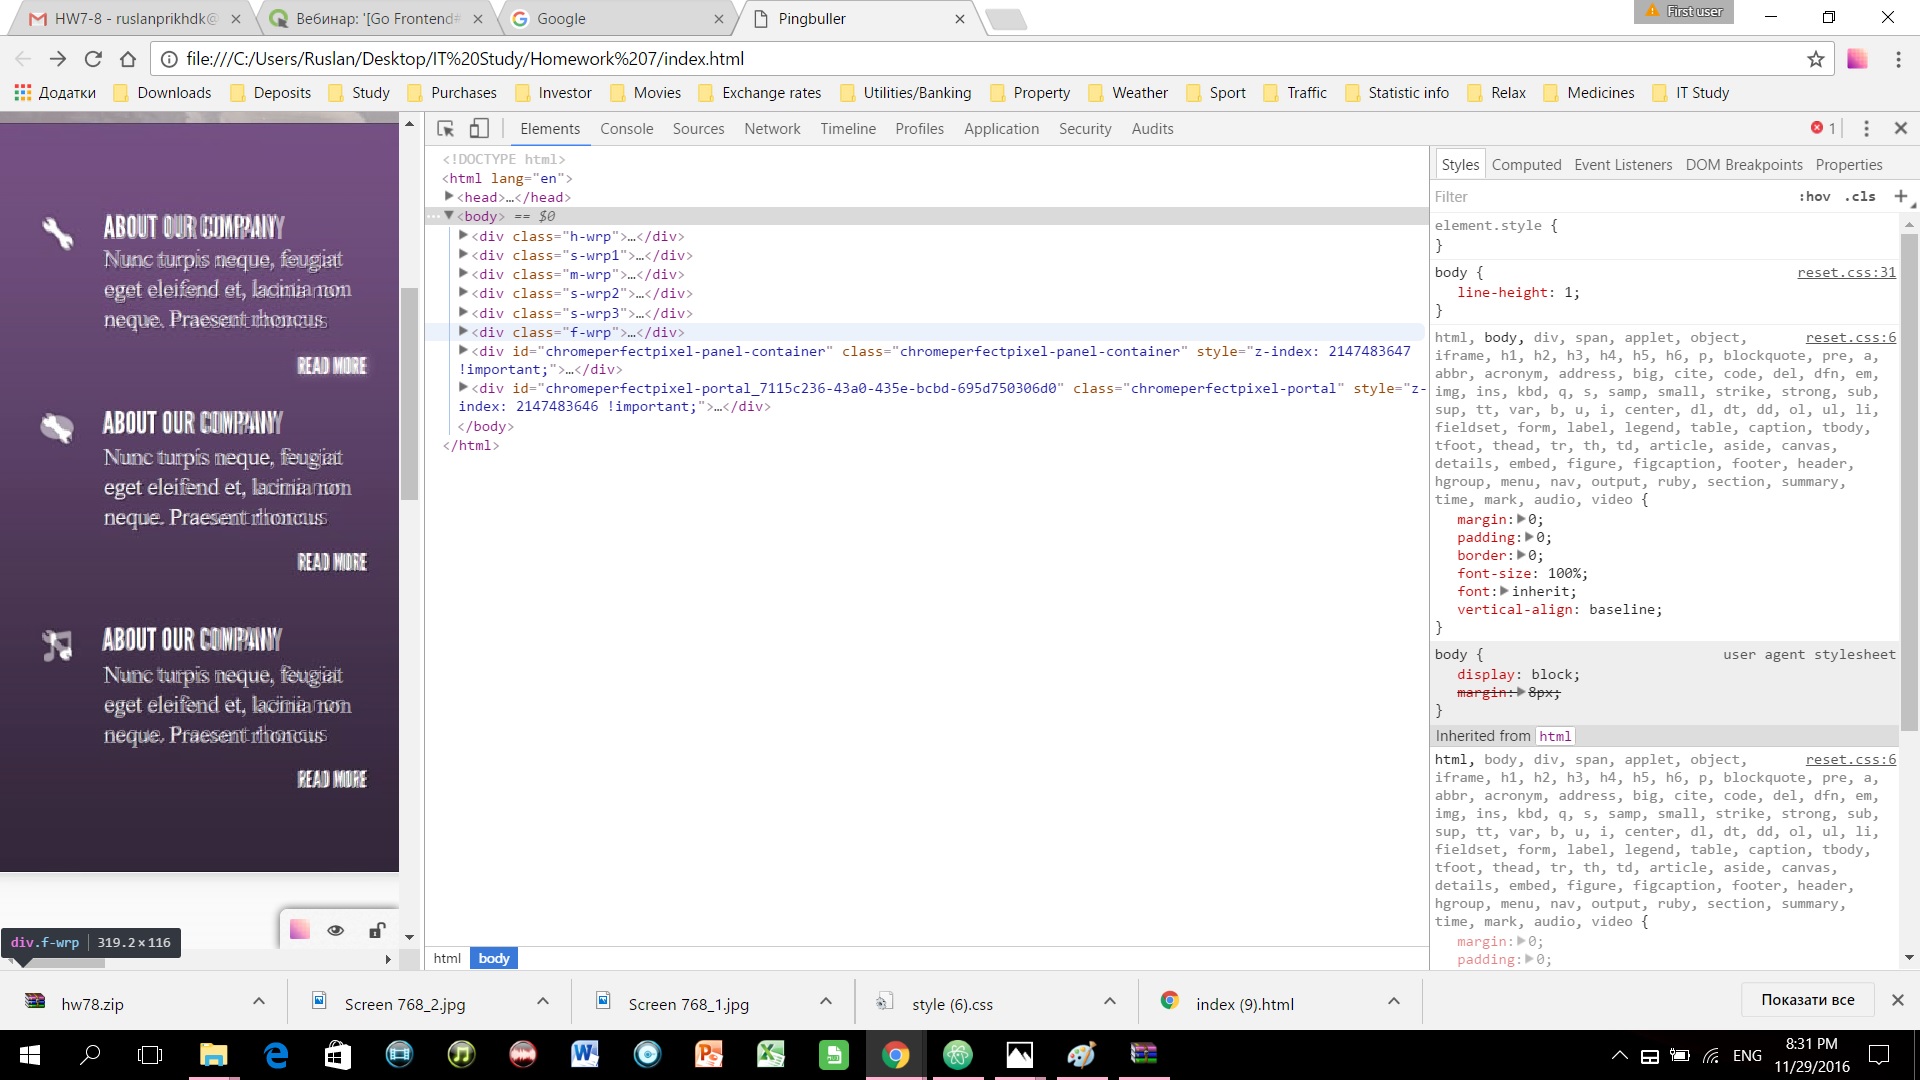 HW7-8 - ruslanprikhdk@
Вебинар: '[Go Frontend#
Google
Pingbuller
First user
file:///C:/Users/Ruslan/Desktop/IT%20Study/Homework%207/index.html
Додатки Downloads Deposits Study Purchases Investor Movies Exchange rates Utilities/Banking Property Weather Sport Traffic Statistic info Relax Medicines IT Study
ABOUT OUR COMPANY
Nunc turpis neque, feugiat
eget eleifend et, lacinia non
neque. Praesent rhoncus
READ MORE
ABOUT OUR COMPANY
Nunc turpis neque, feugiat
eget eleifend et, lacinia non
neque. Praesent rhoncus
READ MORE
ABOUT OUR COMPANY
Nunc turpis neque, feugiat
eget eleifend et, lacinia non
neque. Praesent rhoncus
READ MORE
div.f-wrp 319.2×116
Elements Console Sources Network Timeline Profiles Application Security Audits 1
<!DOCTYPE html>
<html lang="en">
<head>…</head>
<body> == $0
<div class="h-wrp">…</div>
<div class="s-wrp1">…</div>
<div class="m-wrp">…</div>
<div class="s-wrp2">…</div>
<div class="s-wrp3">…</div>
<div class="f-wrp">…</div>
<div id="chromeperfectpixel-panel-container" class="chromeperfectpixel-panel-container" style="z-index: 2147483647
!important;">…</div>
<div id="chromeperfectpixel-portal_7115c236-43a0-435e-bcbd-695d750306d0" class="chromeperfectpixel-portal" style="z-
index: 2147483646 !important;">…</div>
</body>
</html>
html body
Styles Computed Event Listeners DOM Breakpoints Properties
Filter :hov .cls +
element.style {
}
body { reset.css:31
line-height: 1;
}
html, body, div, span, applet, object, reset.css:6
iframe, h1, h2, h3, h4, h5, h6, p, blockquote, pre, a,
abbr, acronym, address, big, cite, code, del, dfn, em,
img, ins, kbd, q, s, samp, small, strike, strong, sub,
sup, tt, var, b, u, i, center, dl, dt, dd, ol, ul, li,
fieldset, form, label, legend, table, caption, tbody,
tfoot, thead, tr, th, td, article, aside, canvas,
details, embed, figure, figcaption, footer, header,
hgroup, menu, nav, output, ruby, section, summary,
time, mark, audio, video {
margin: 0;
padding: 0;
border: 0;
font-size: 100%;
font: inherit;
vertical-align: baseline;
}
body { user agent stylesheet
display: block;
margin: 8px;
}
Inherited from html
html, body, div, span, applet, object, reset.css:6
iframe, h1, h2, h3, h4, h5, h6, p, blockquote, pre, a,
abbr, acronym, address, big, cite, code, del, dfn, em,
img, ins, kbd, q, s, samp, small, strike, strong, sub,
sup, tt, var, b, u, i, center, dl, dt, dd, ol, ul, li,
fieldset, form, label, legend, table, caption, tbody,
tfoot, thead, tr, th, td, article, aside, canvas,
details, embed, figure, figcaption, footer, header,
hgroup, menu, nav, output, ruby, section, summary,
time, mark, audio, video {
margin: 0;
padding: 0;
hw78.zip
Screen 768_2.jpg
Screen 768_1.jpg
style (6).css
index (9).html
Показати все
ENG
8:31 PM
11/29/2016